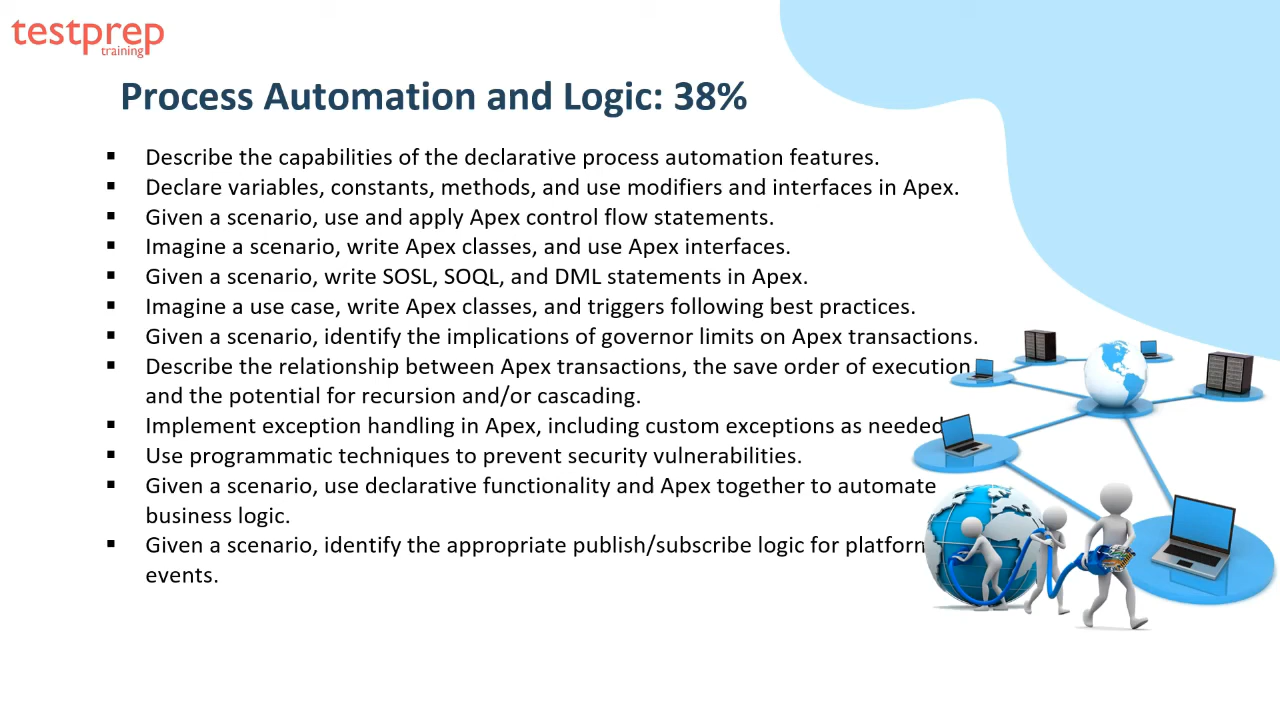 testprep
training
Process Automation and Logic: 38%
▪ Describe the capabilities of the declarative process automation features.
▪ Declare variables, constants, methods, and use modifiers and interfaces in Apex.
▪ Given a scenario, use and apply Apex control flow statements.
▪ Imagine a scenario, write Apex classes, and use Apex interfaces.
▪ Given a scenario, write SOSL, SOQL, and DML statements in Apex.
▪ Imagine a use case, write Apex classes, and triggers following best practices.
▪ Given a scenario, identify the implications of governor limits on Apex transactions.
▪ Describe the relationship between Apex transactions, the save order of execution
and the potential for recursion and/or cascading.
▪ Implement exception handling in Apex, including custom exceptions as needed
▪ Use programmatic techniques to prevent security vulnerabilities.
▪ Given a scenario, use declarative functionality and Apex together to automate
business logic.
▪ Given a scenario, identify the appropriate publish/subscribe logic for platform
events.